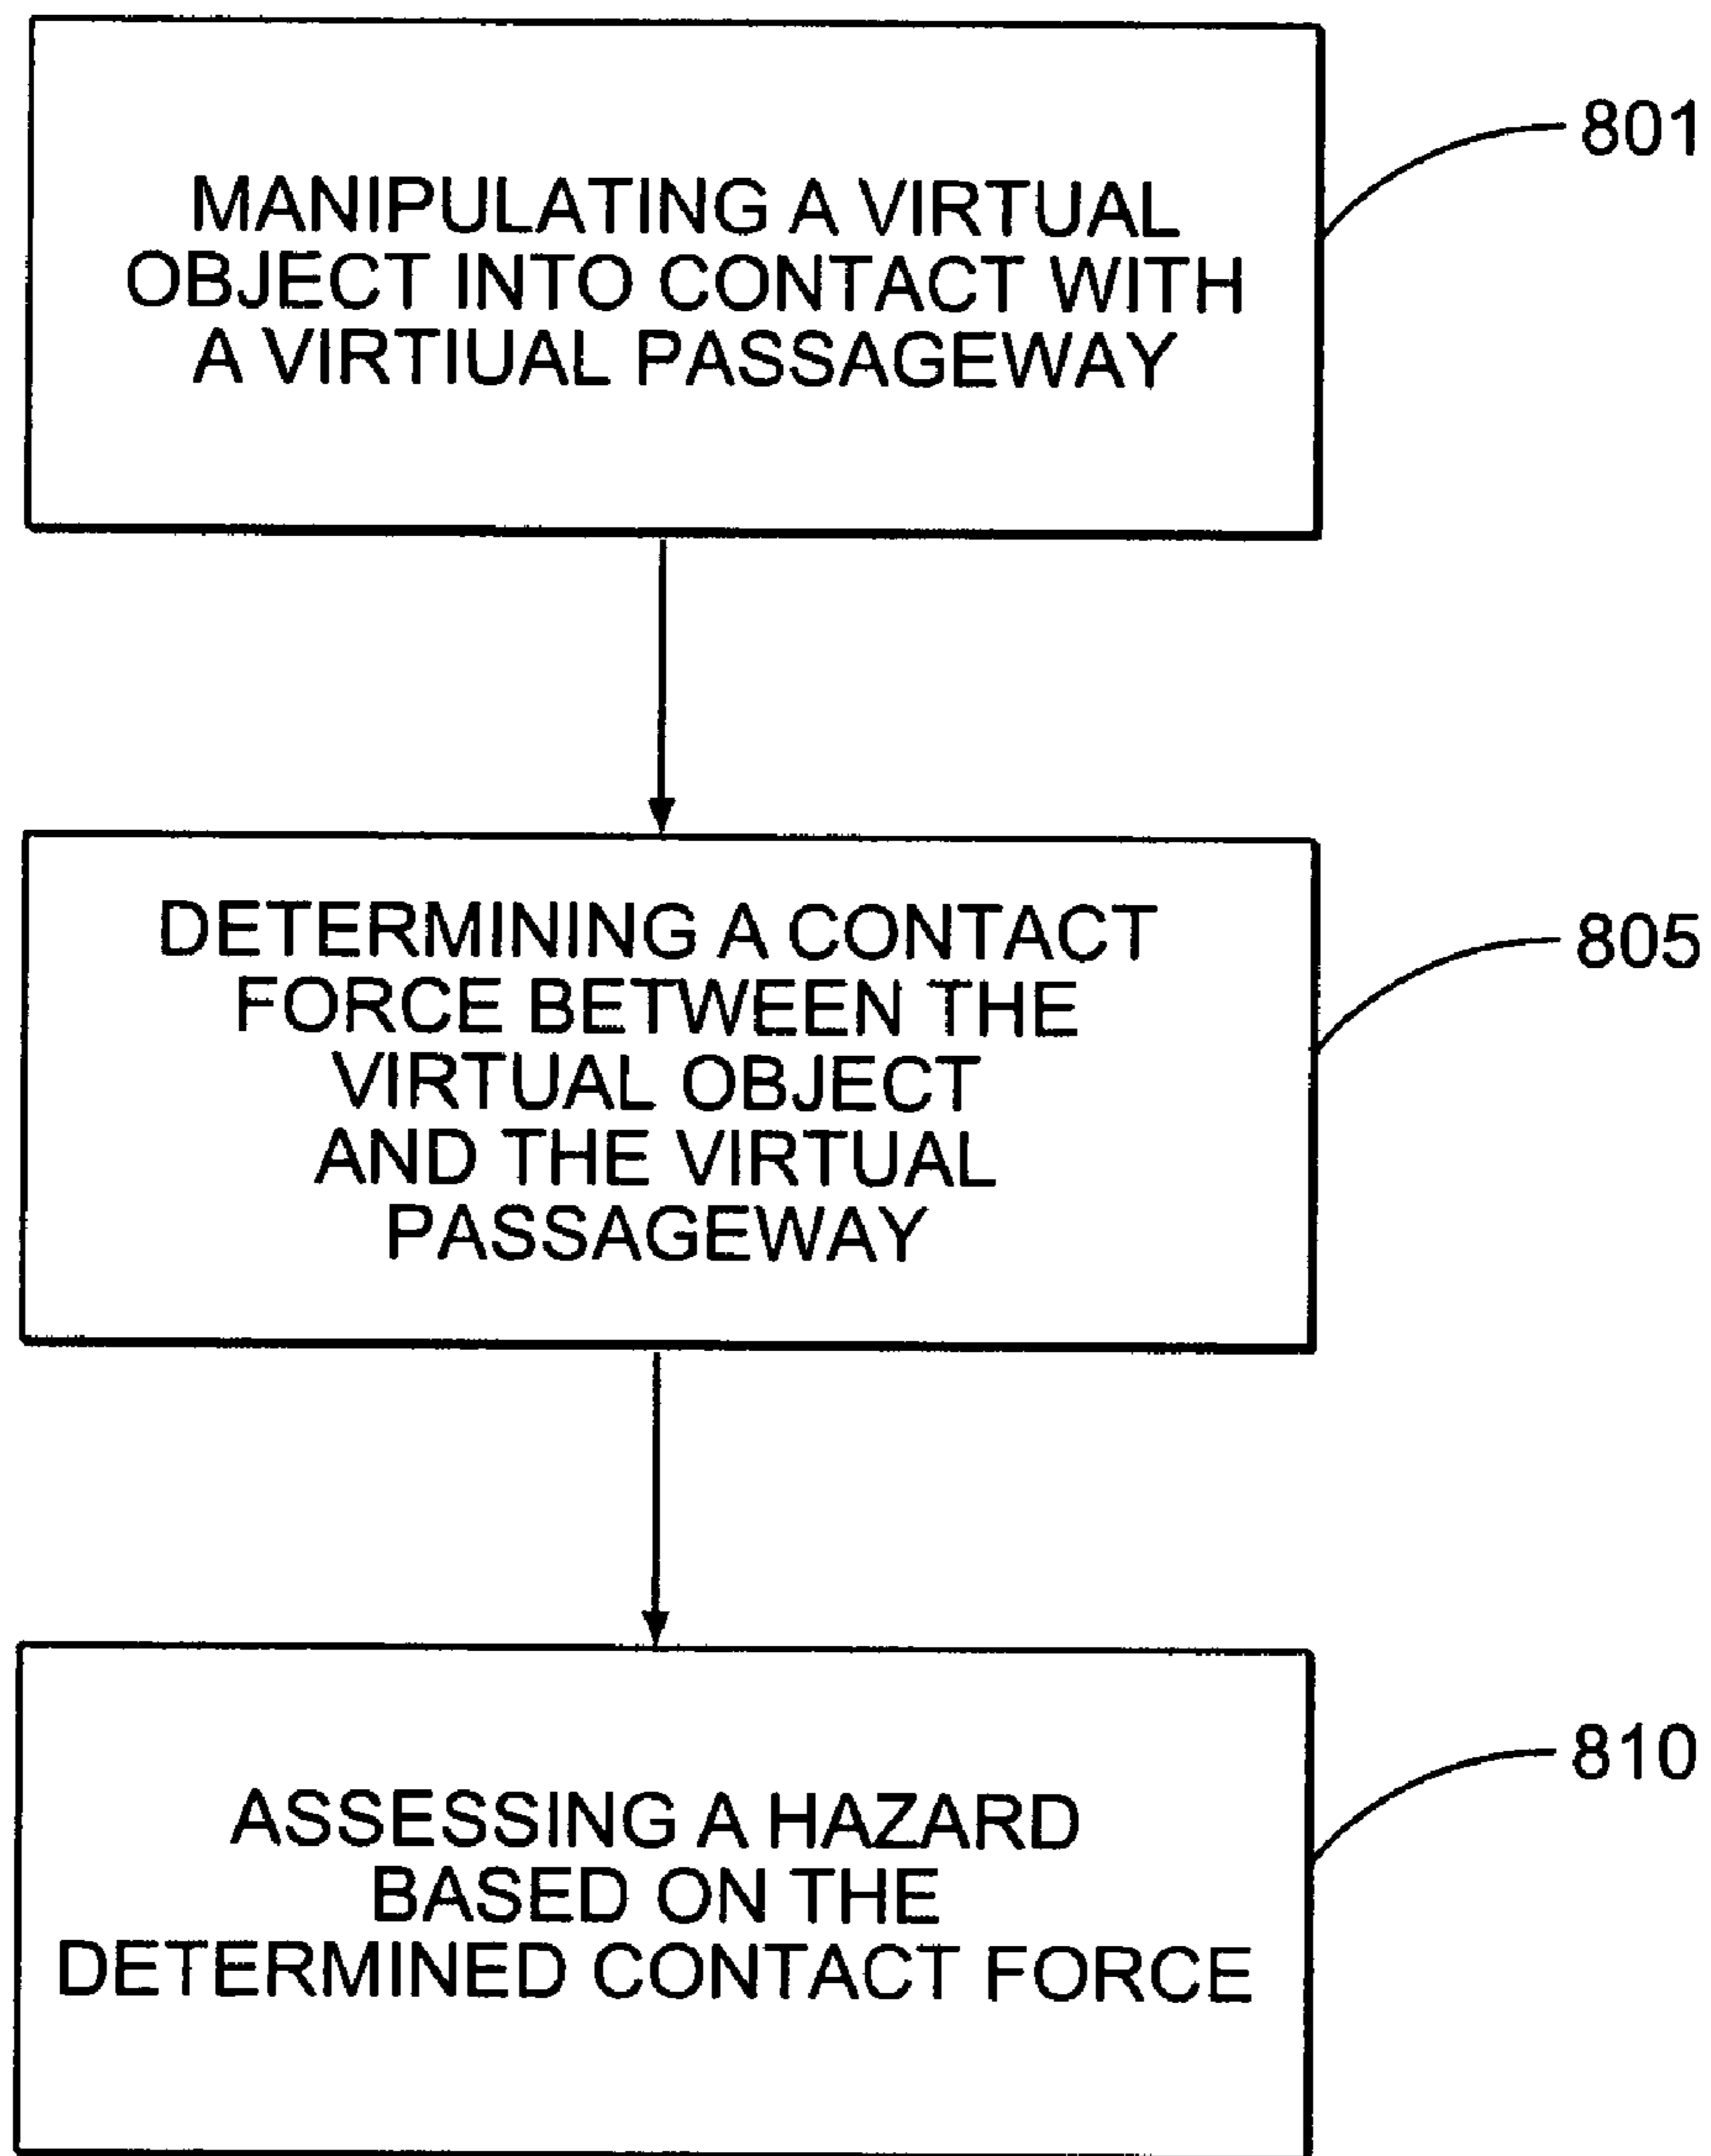 801
MANIPULATING A VIRTUAL
OBJECT INTO CONTACT WITH
A VIRTIUAL PASSAGEWAY
805
DETERMINING A CONTACT
FORCE BETWEEN THE
VIRTUAL OBJECT
AND THE VIRTUAL
PASSAGEWAY
810
ASSESSING A HAZARD
BASED ON THE
DETERMINED CONTACT FORCE